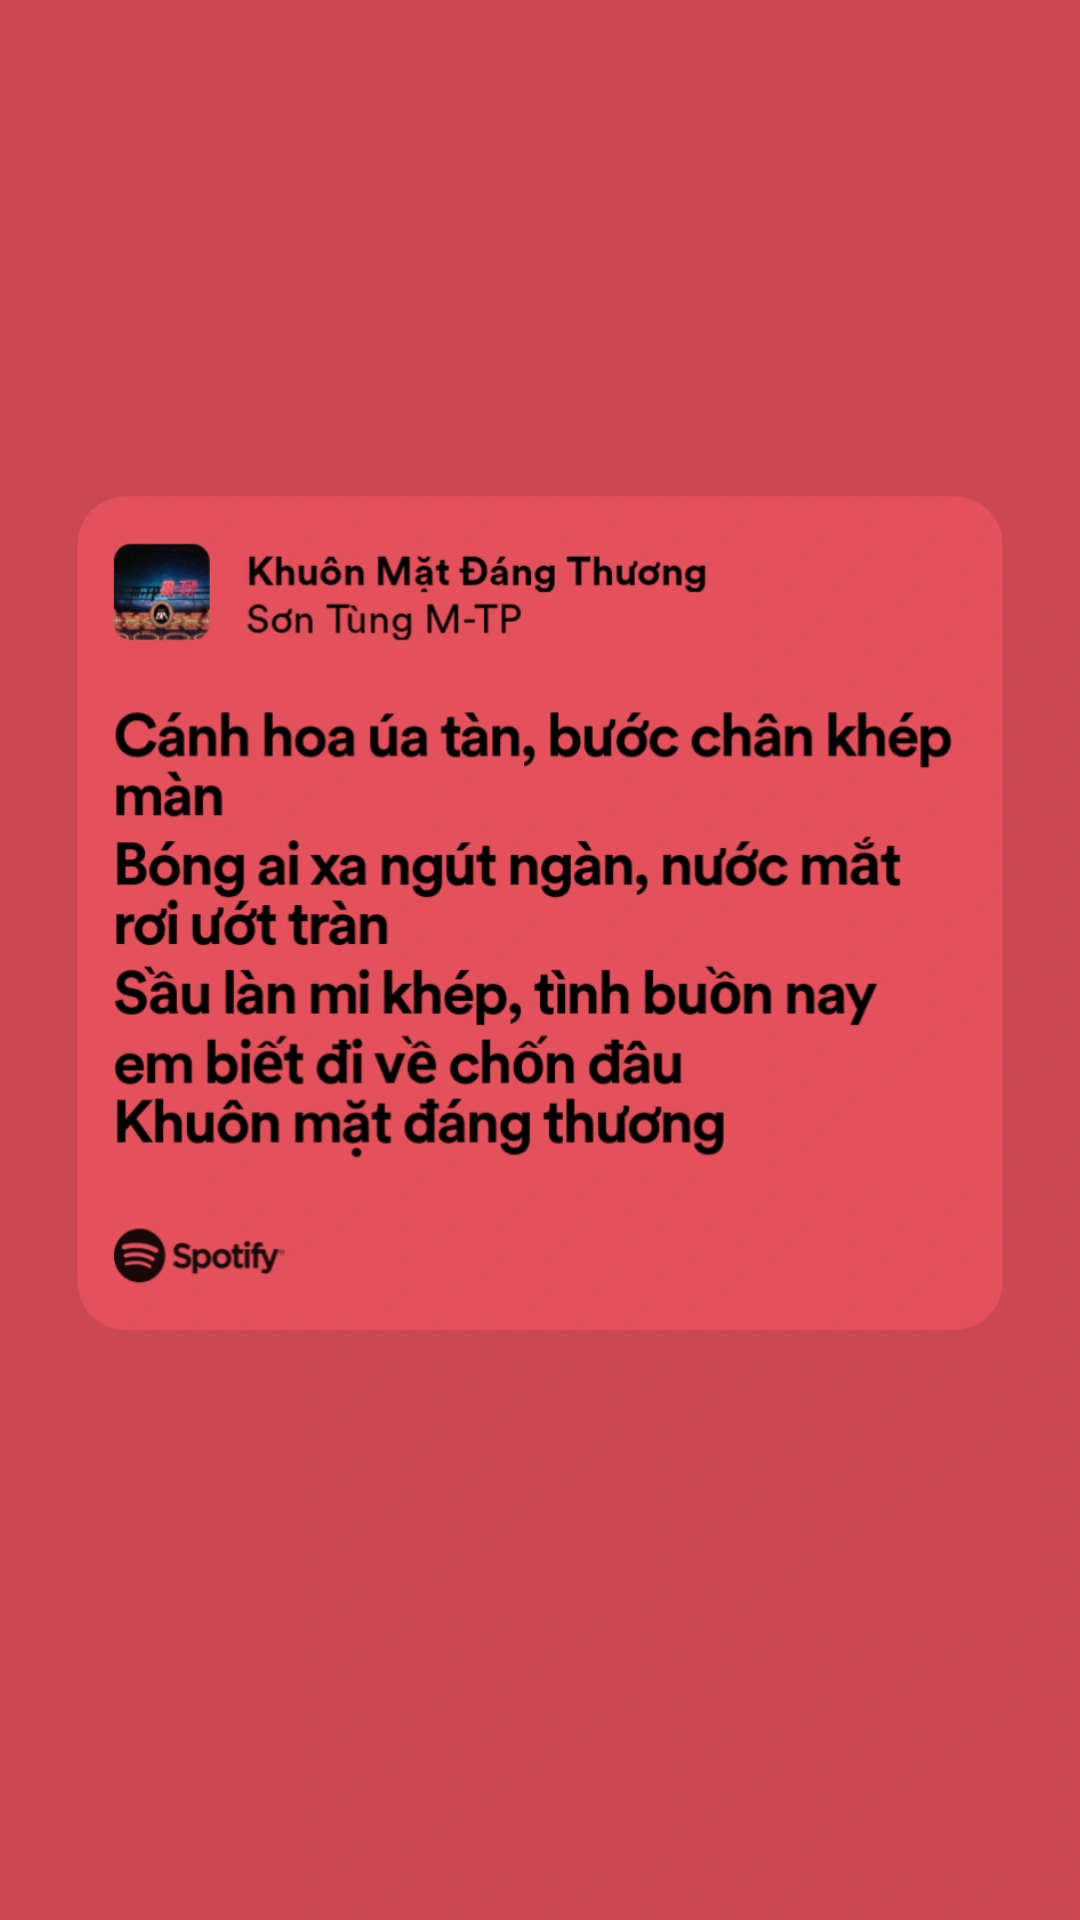 Khuôn Mặt Đáng Thương
Sơn Tùng M-TP
Cánh hoa úa tàn, bước chân khép
màn
Bóng ai xa ngút ngàn, nước mắt
rơi ướt tràn
Sầu làn mi khép, tình buồn nay
em biết đi về chốn đâu
Khuôn mặt đáng thương
Spotify